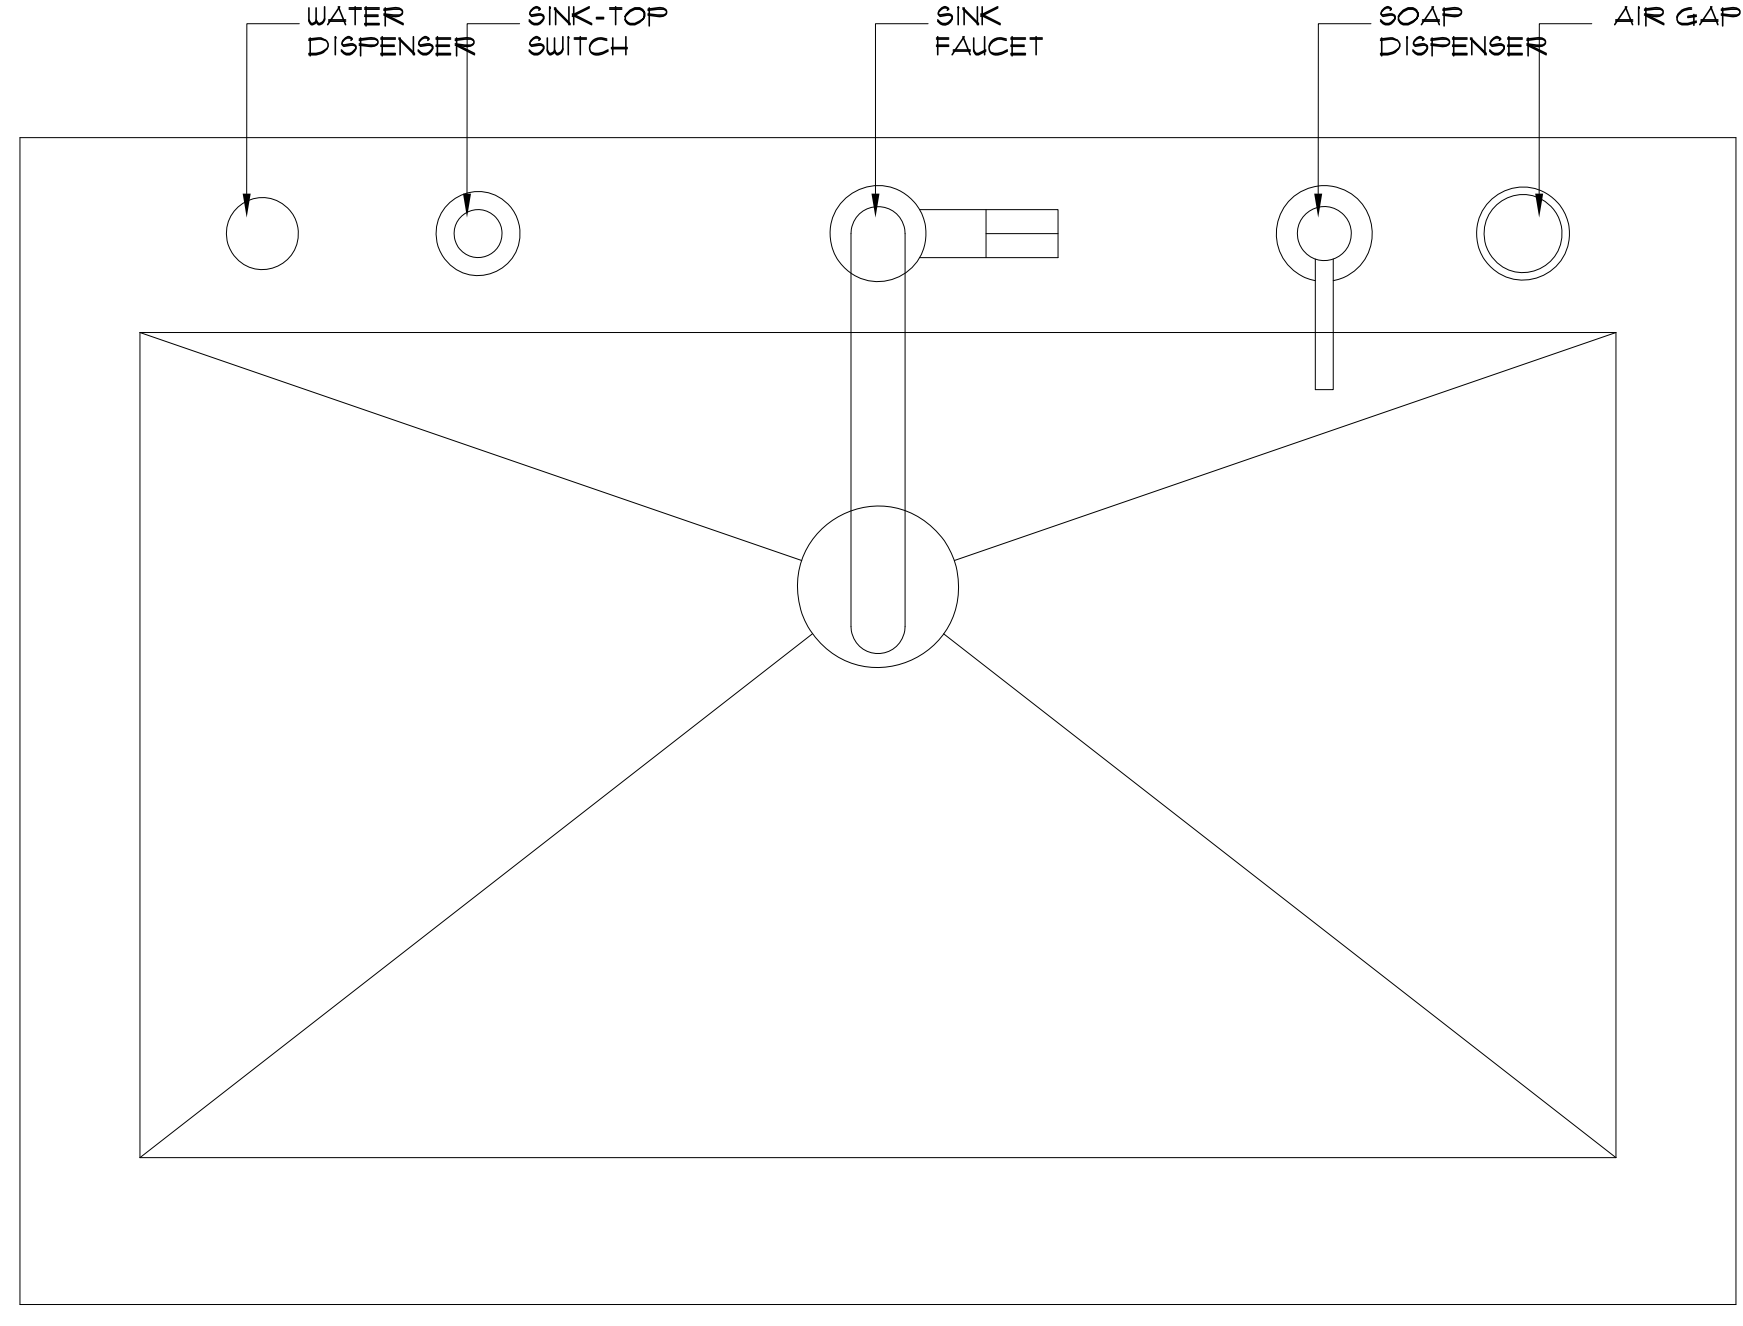 WATER
DISPENSER
SINK-TOP
SWITCH
SINK
FAUCET
SOAP
DISPENSER
AIR GAP